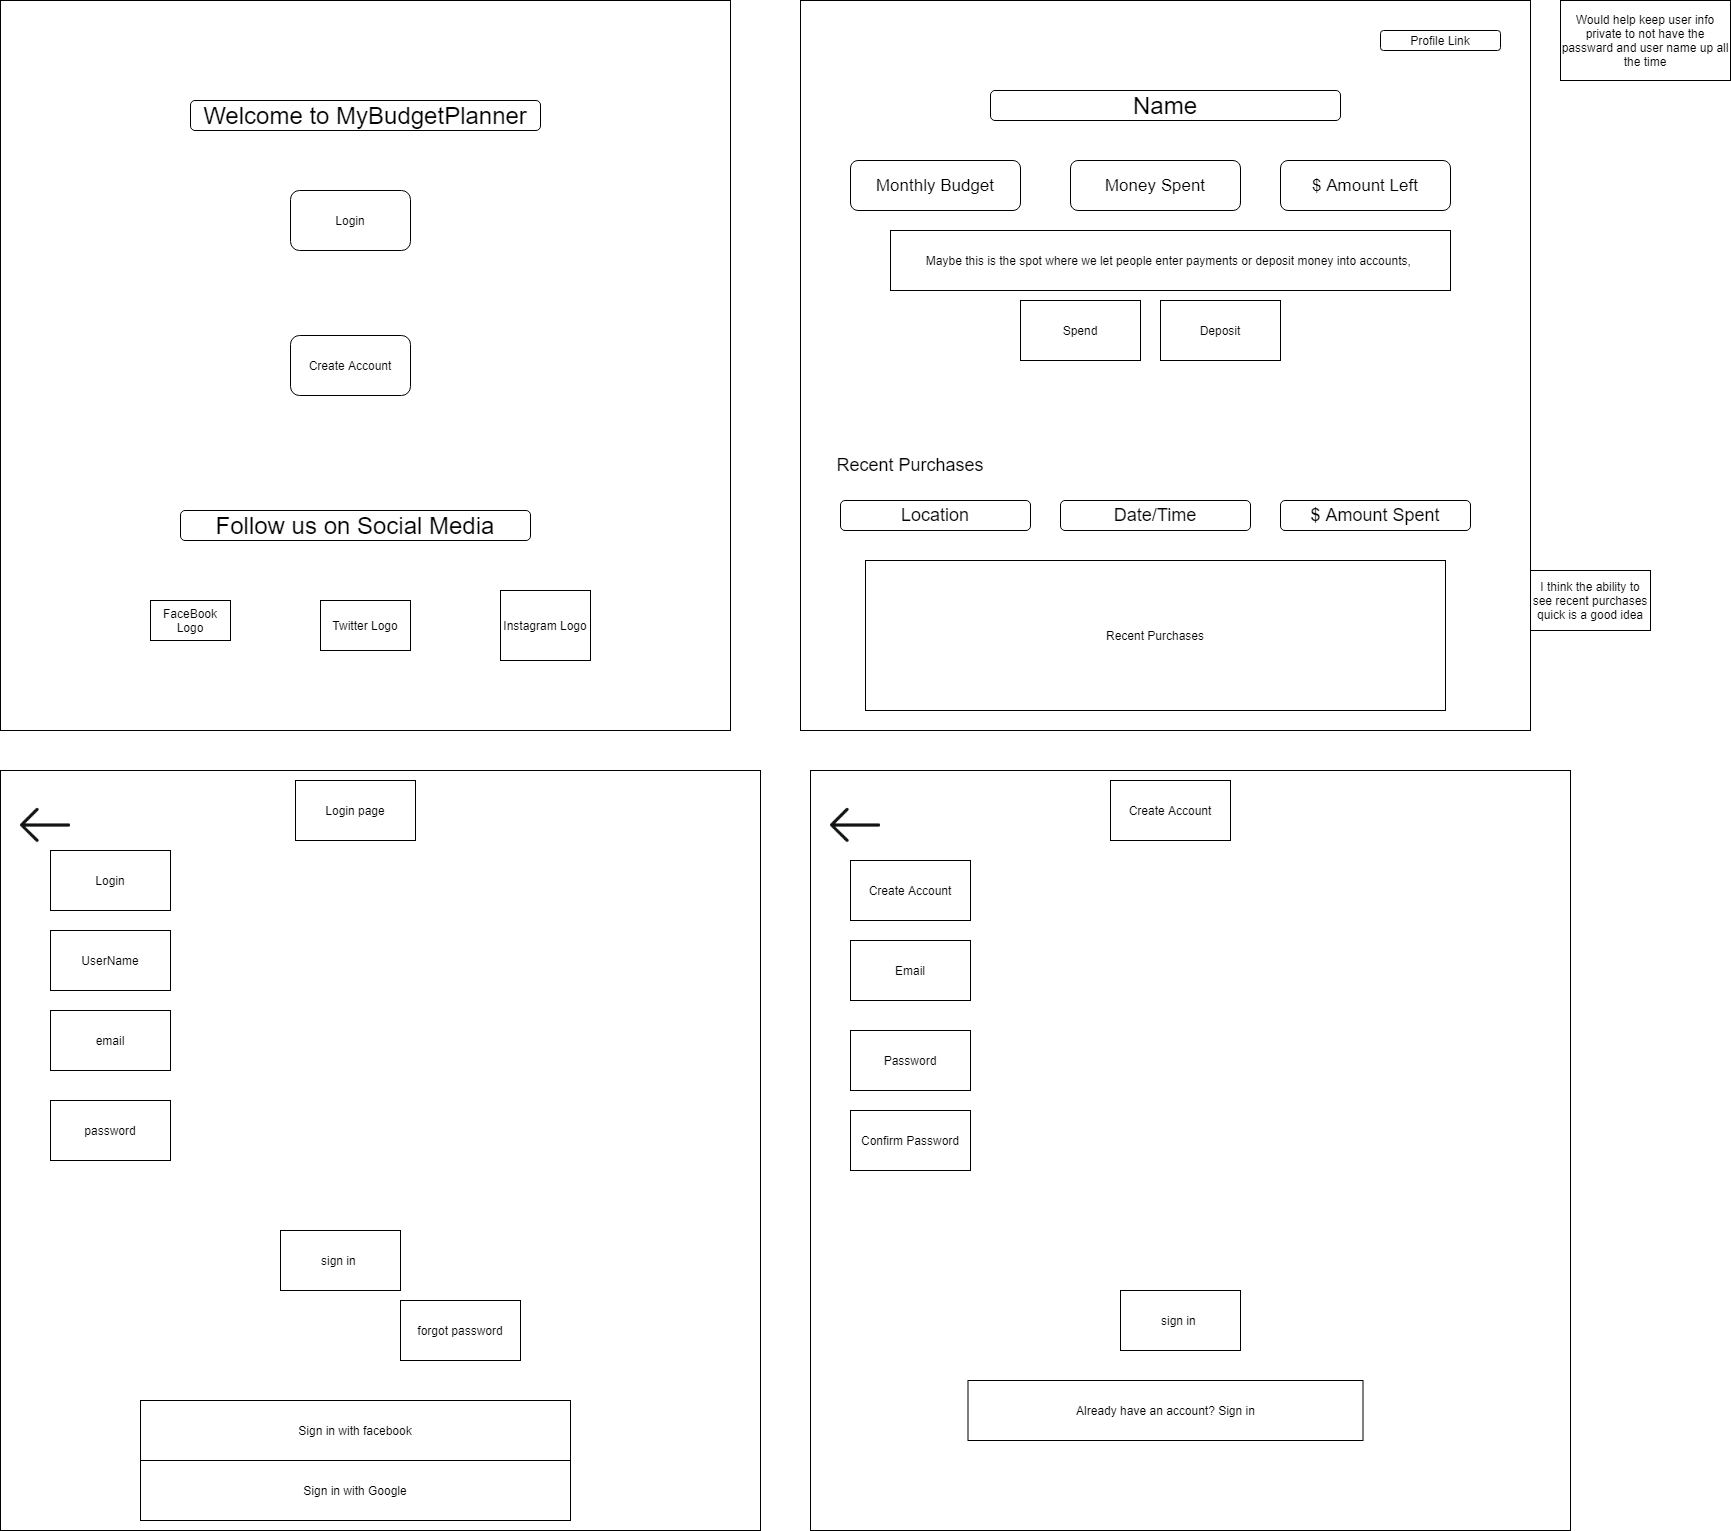 Welcome to MyBudgetPlanner
Login
Create Account
Follow us on Social Media
FaceBook
Logo
Twitter Logo
Instagram Logo
Profile Link
Name
Monthly Budget
Money Spent
$ Amount Left
Maybe this is the spot where we let people enter payments or deposit money into accounts,
Spend
Deposit
Recent Purchases
Location
Date/Time
$ Amount Spent
Recent Purchases
Would help keep user info
private to not have the
passward and user name up all
the time
I think the ability to
see recent purchases
quick is a good idea
Login page
Login
UserName
email
password
sign in
forgot password
Sign in with facebook
Sign in with Google
Create Account
Create Account
Email
Password
Confirm Password
sign in
Already have an account? Sign in